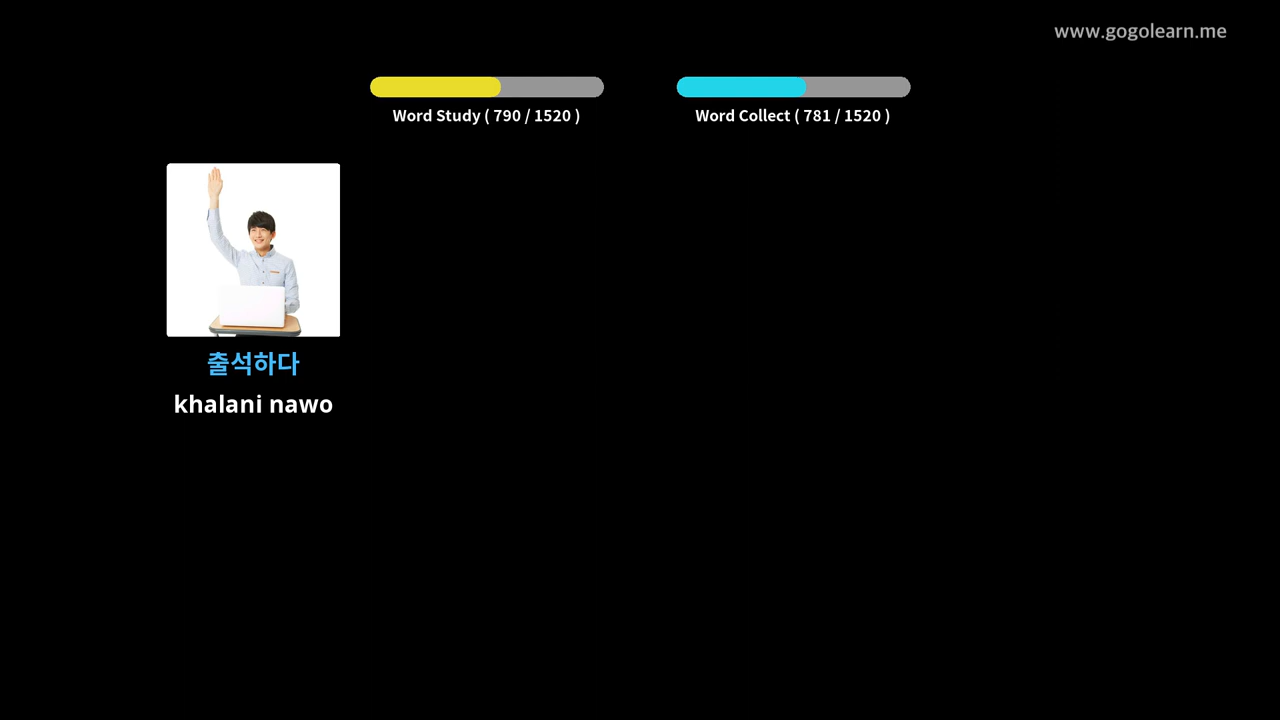 www.gogolearn.me
Word Study ( 790 / 1520 )
Word Collect ( 781 / 1520 )
출석하다
khalani nawo